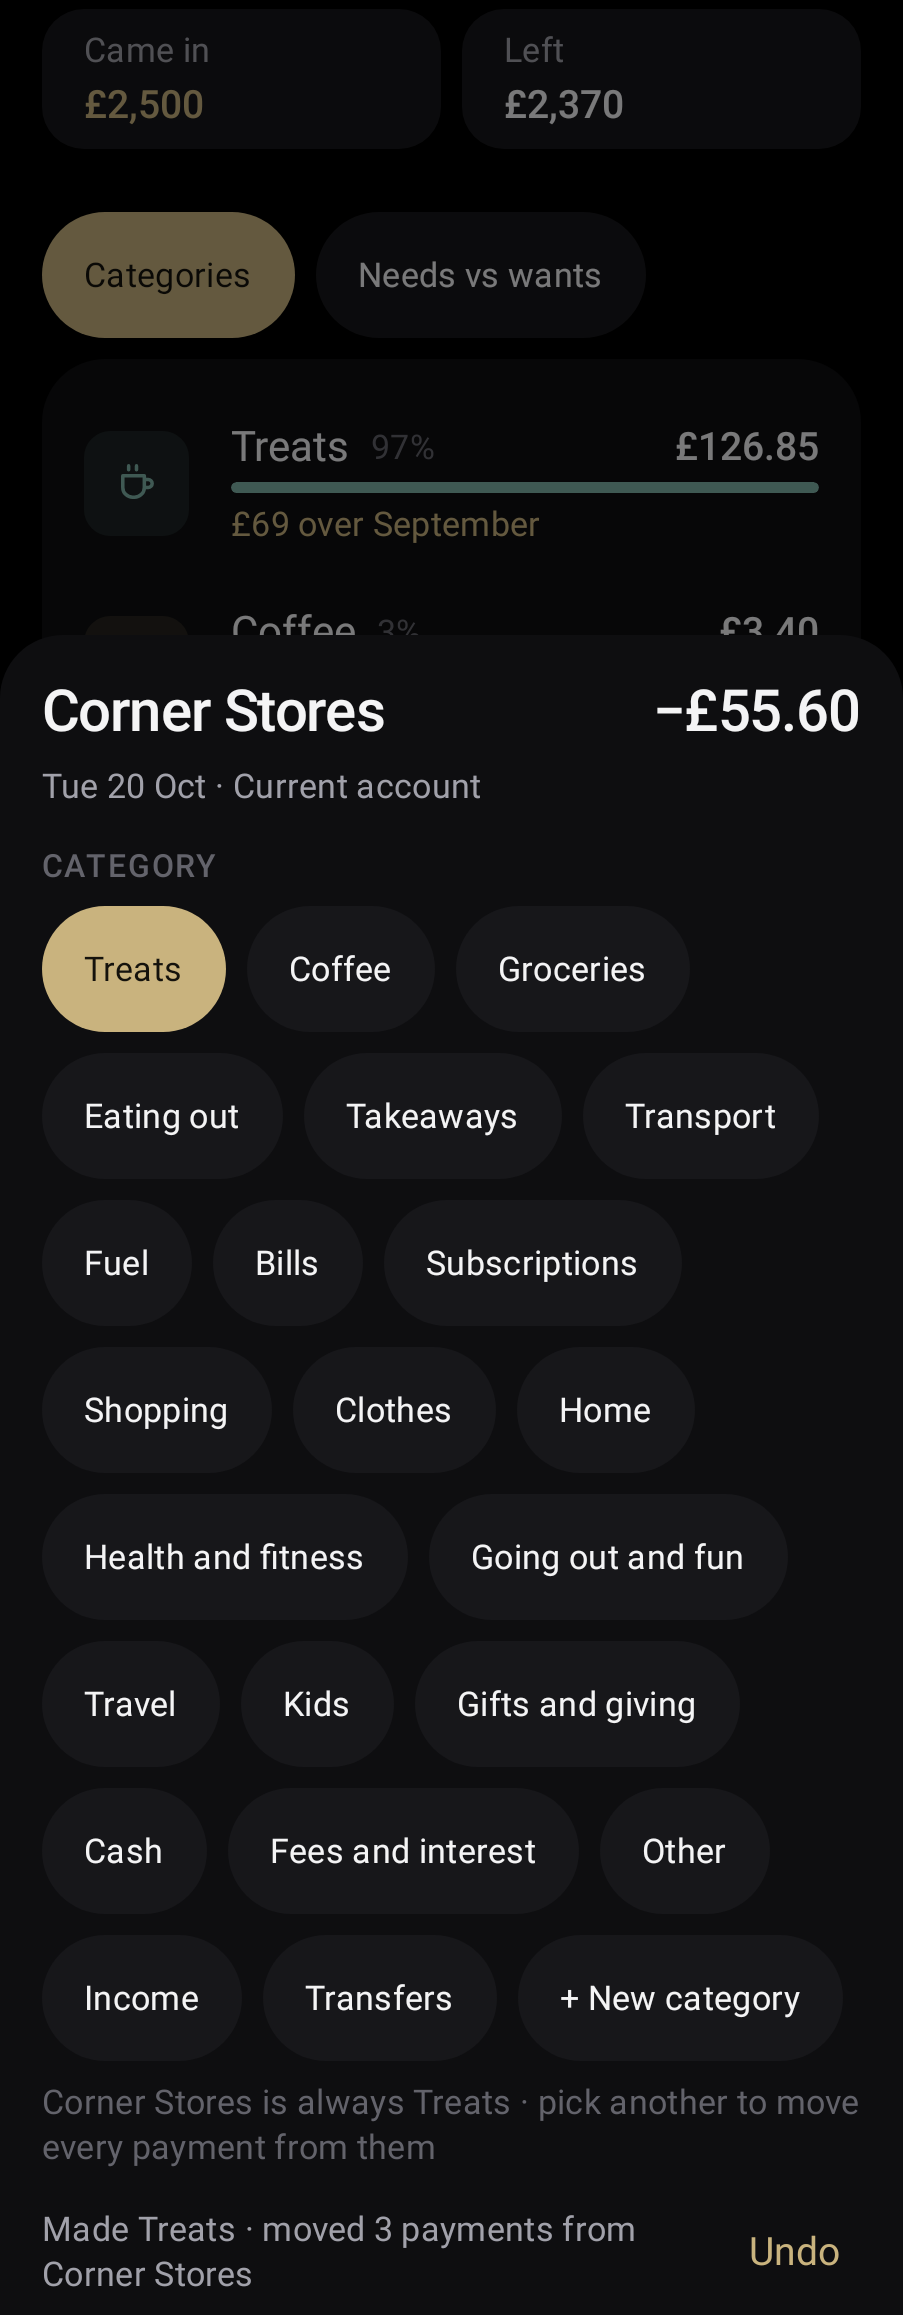 Came in
Left
£2,500
£2,370
Categories
Needs vs wants
Treats 97% £126.85
£69 over September
Coffee 3% £3.40
Corner Stores −£55.60
Tue 20 Oct · Current account
CATEGORY
Treats
Coffee
Groceries
Eating out
Takeaways
Transport
Fuel
Bills
Subscriptions
Shopping
Clothes
Home
Health and fitness
Going out and fun
Travel
Kids
Gifts and giving
Cash
Fees and interest
Other
Income
Transfers
+ New category
Corner Stores is always Treats · pick another to move
every payment from them
Made Treats · moved 3 payments from
Corner Stores
Undo